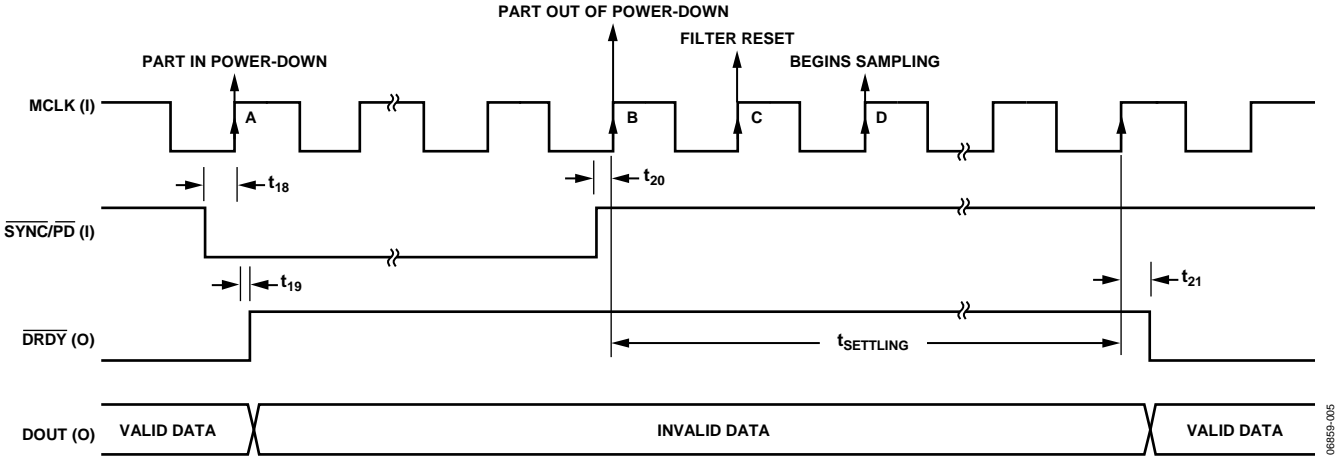 PART OUT OF POWER-DOWN
FILTER RESET
PART IN POWER-DOWN
BEGINS SAMPLING
MCLK (I)
A
B
C
D
t18
t20
SYNC/PD (I)
t19
t21
DRDY (O)
tSETTLING
DOUT (O)
VALID DATA
INVALID DATA
VALID DATA
06859-005